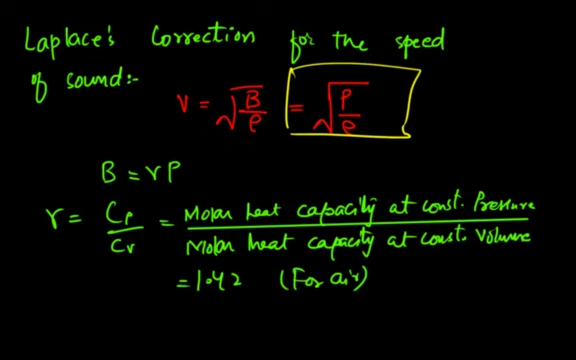 Laplace's Correction for the speed
of sound:-
v = √(B/ρ) = √(P/ρ)
B = γP
γ = Cp/Cv = Molar heat capacity at const. Pressure / Molar heat capacity at const. Volume
= 1.42 (For air)